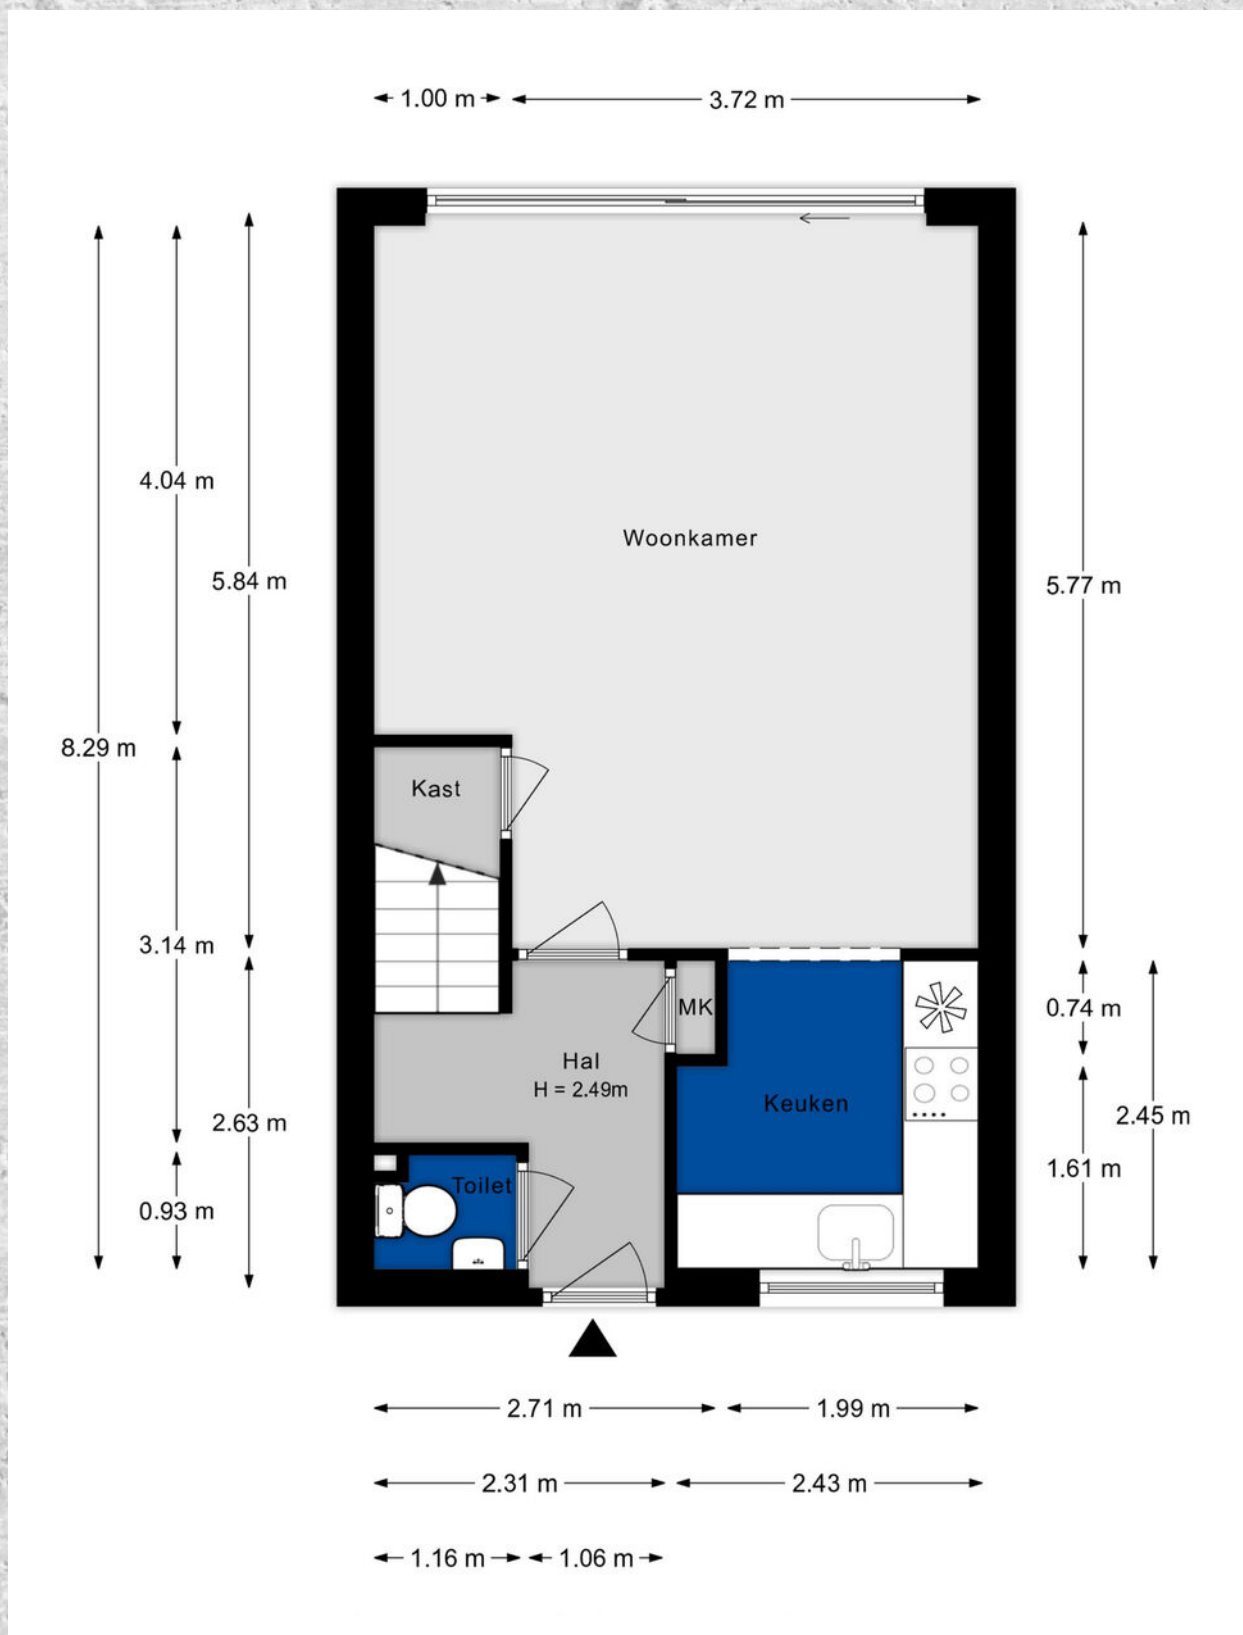 1.00 m
3.72 m
4.04 m
Woonkamer
5.84 m
5.77 m
8.29 m
Kast
3.14 m
MK
0.74 m
Hal
H = 2.49m
Keuken
2.63 m
2.45 m
1.61 m
Toilet
0.93 m
2.71 m
1.99 m
2.31 m
2.43 m
1.16 m
1.06 m